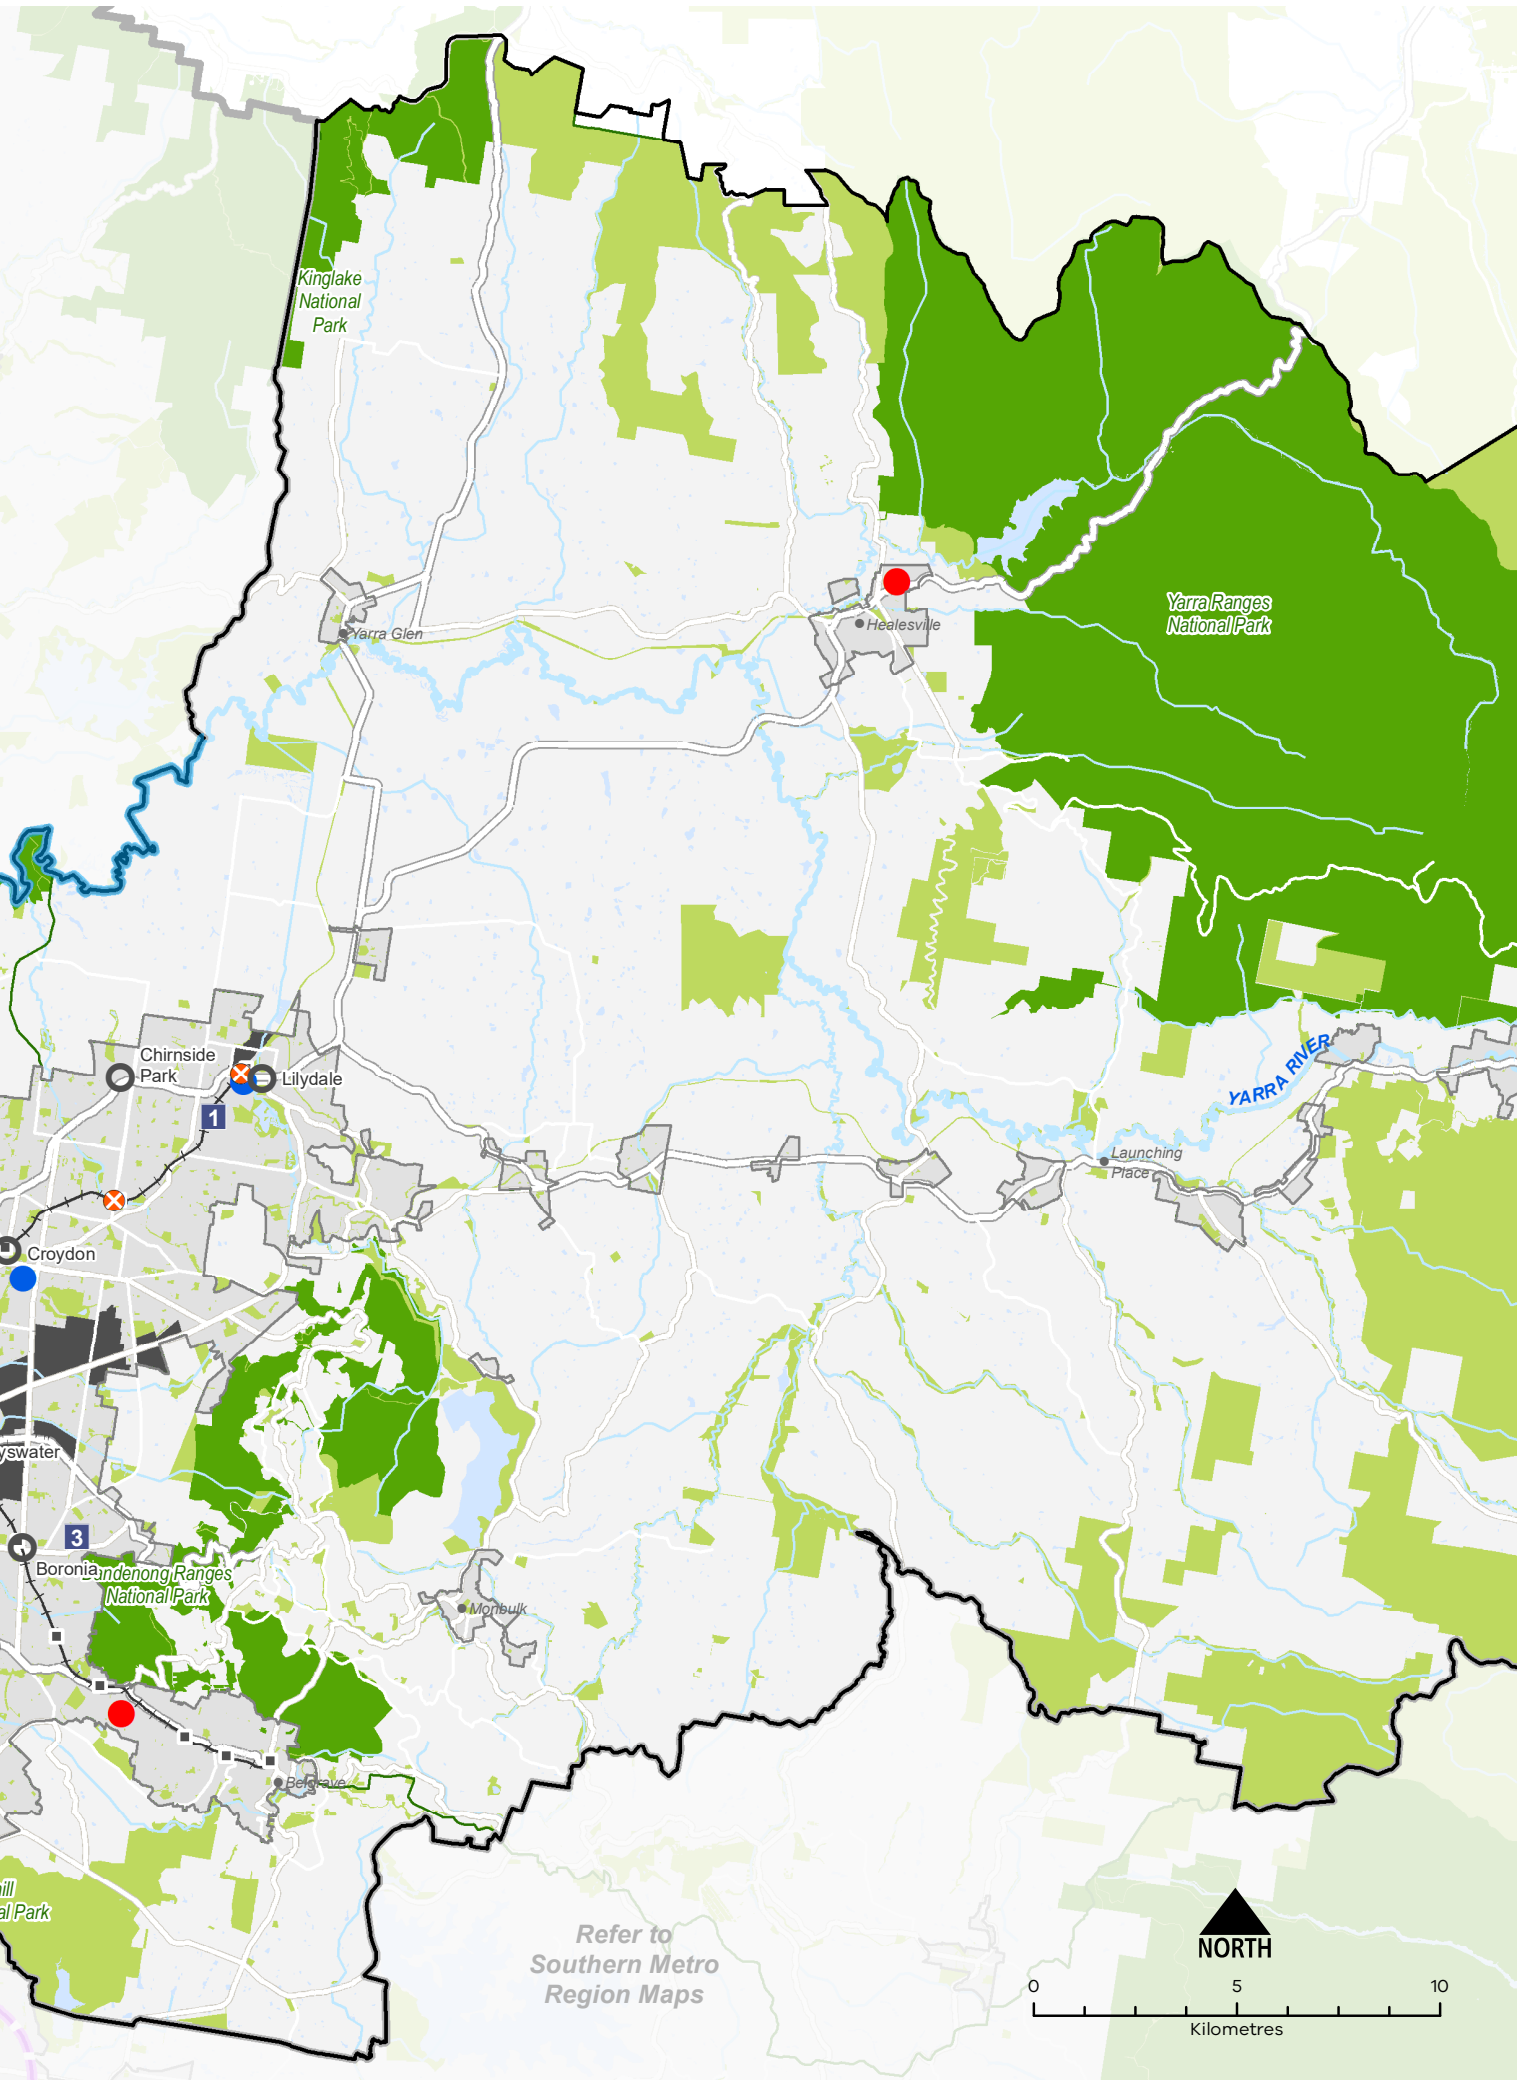 Kinglake
National
Park
Yarra Ranges
National Park
Yarra Glen
Healesville
Chirnside
Park
Lilydale
1
YARRA RIVER
Launching
Place
Croydon
yswater
3
Boronia
andenong Ranges
National Park
Monbulk
Belgrave
ill
al Park
Refer to
Southern Metro
Region Maps
NORTH
0 5 10
Kilometres